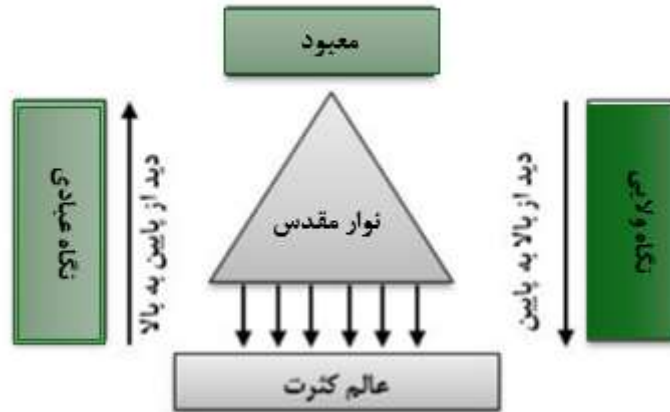 معبود
نگاه ولایی
دید از بالا به پایین
نوار مقدس
دید از پایین به بالا
نگاه عبادی
عالم کثرت